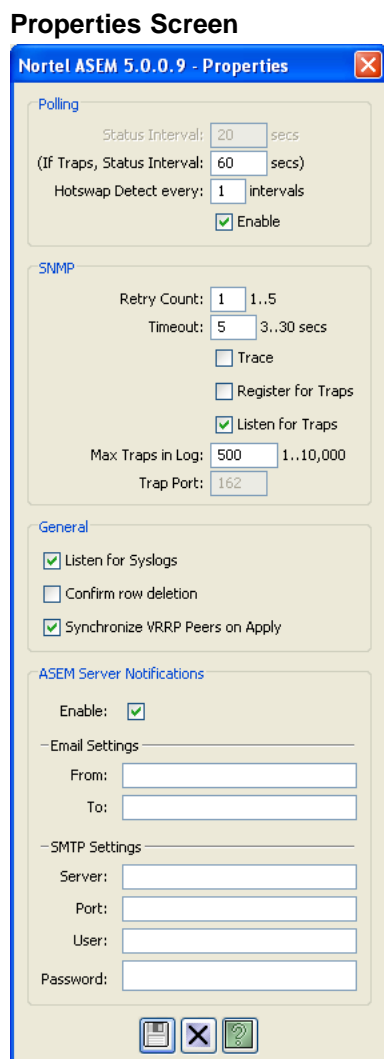 Properties Screen
Nortel ASEM 5.0.0.9 - Properties
Polling
Status Interval: 20 secs
(If Traps, Status Interval: 60 secs)
Hotswap Detect every: 1 intervals
Enable
SNMP
Retry Count: 1 1..5
Timeout: 5 3..30 secs
Trace
Register for Traps
Listen for Traps
Max Traps in Log: 500 1..10,000
Trap Port: 162
General
Listen for Syslogs
Confirm row deletion
Synchronize VRRP Peers on Apply
ASEM Server Notifications
Enable:
Email Settings
From:
To:
SMTP Settings
Server:
Port:
User:
Password:
?